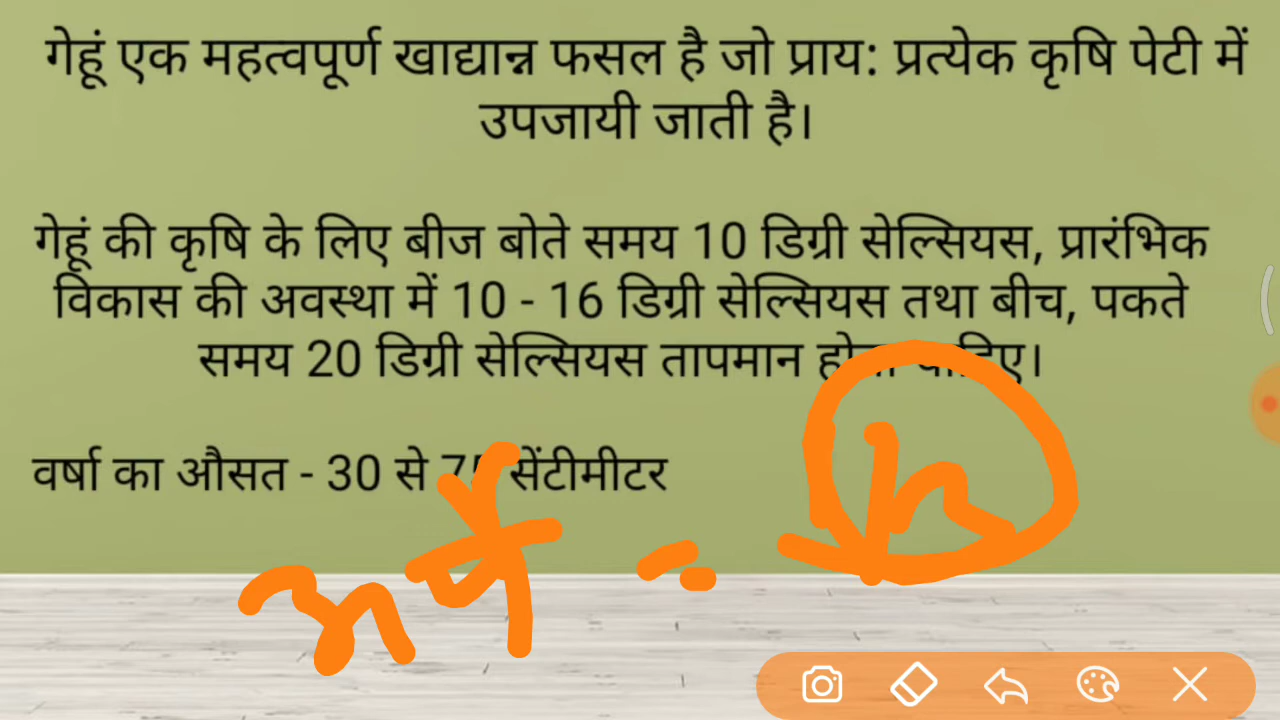 गेहूं एक महत्वपूर्ण खाद्यान्न फसल है जो प्राय: प्रत्येक कृषि पेटी में
उपजायी जाती है।
गेहूं की कृषि के लिए बीज बोते समय 10 डिग्री सेल्सियस, प्रारंभिक
विकास की अवस्था में 10 - 16 डिग्री सेल्सियस तथा बीच, पकते
समय 20 डिग्री सेल्सियस तापमान होना चाहिए।
वर्षा का औसत - 30 से 75 सेंटीमीटर